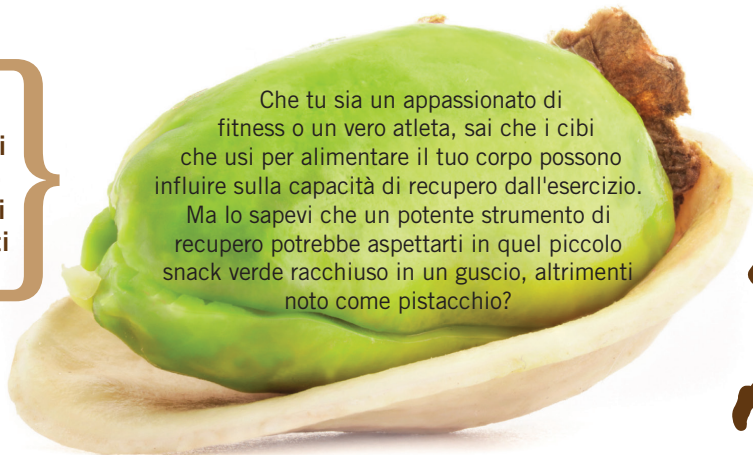 Che tu sia un appassionato di
fitness o un vero atleta, sai che i cibi
che usi per alimentare il tuo corpo possono
influire sulla capacità di recupero dall'esercizio.
Ma lo sapevi che un potente strumento di
recupero potrebbe aspettarti in quel piccolo
snack verde racchiuso in un guscio, altrimenti
noto come pistacchio?